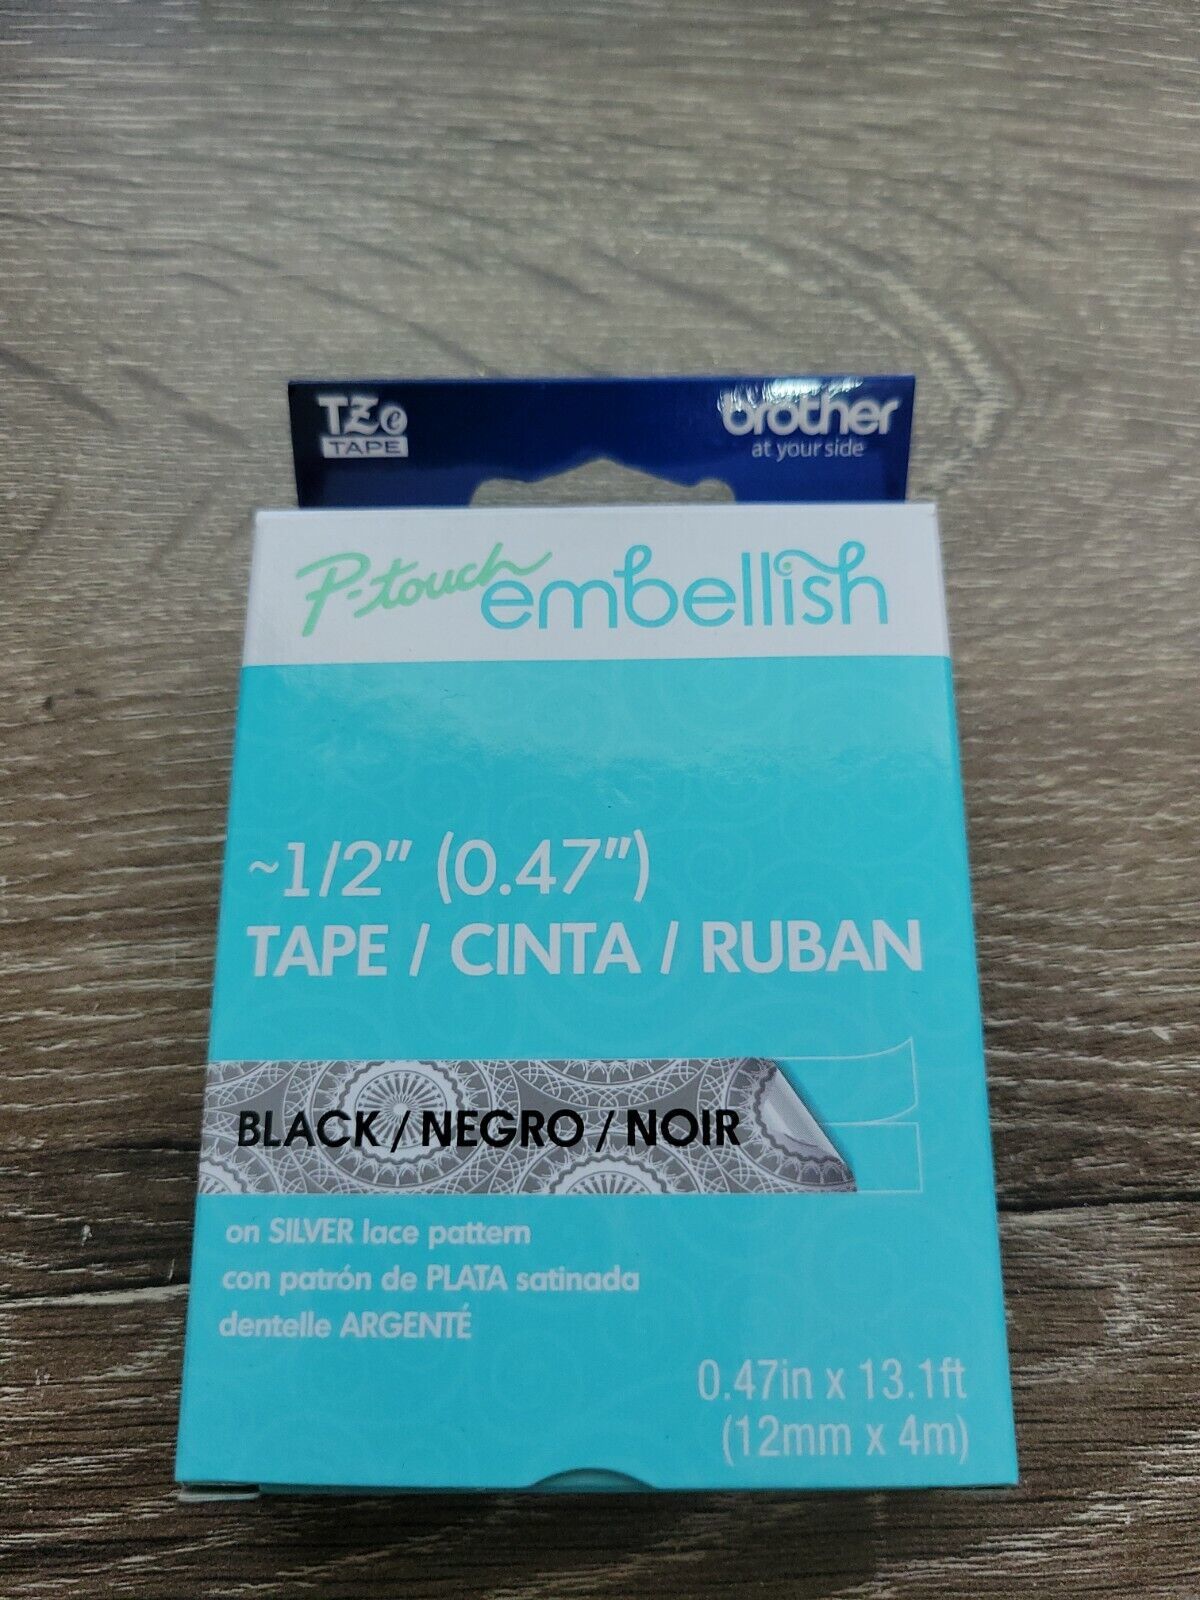 TZe
TAPE
brother
at your side
P-touch embellish
~1/2" (0.47")
TAPE / CINTA / RUBAN
BLACK / NEGRO / NOIR
on SILVER lace pattern
con patrón de PLATA satinada
dentelle ARGENTÉ
0.47in x 13.1ft
(12mm x 4m)